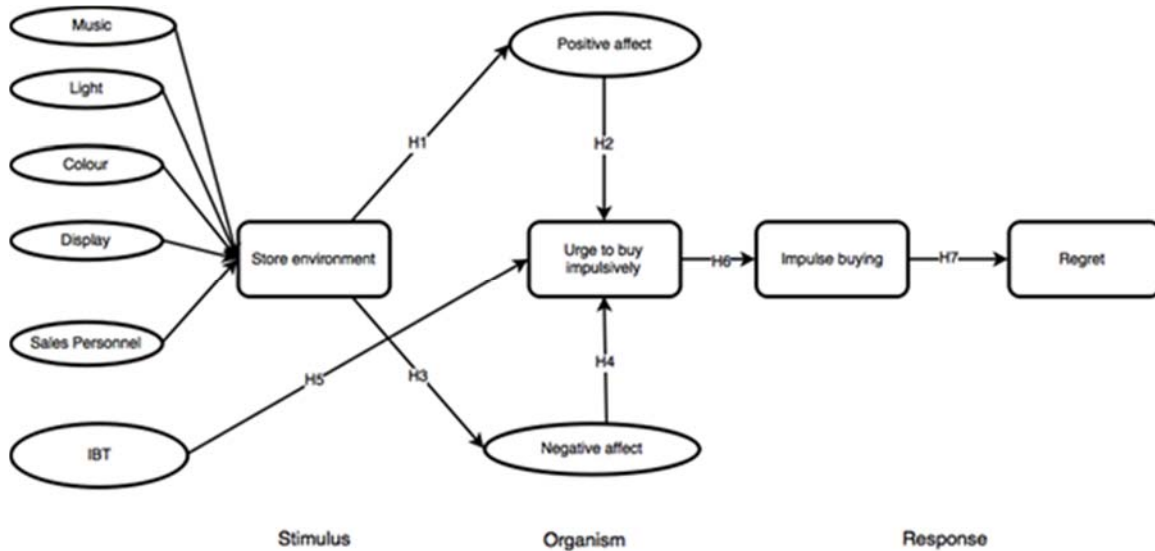 Music
Positive affect
Light
H1
H2
Colour
Display
Store environment
Urge to buy
impulsively
H6
Impulse buying
H7
Regret
Sales Personnel
H5
H3
H4
IBT
Negative affect
Stimulus
Organism
Response